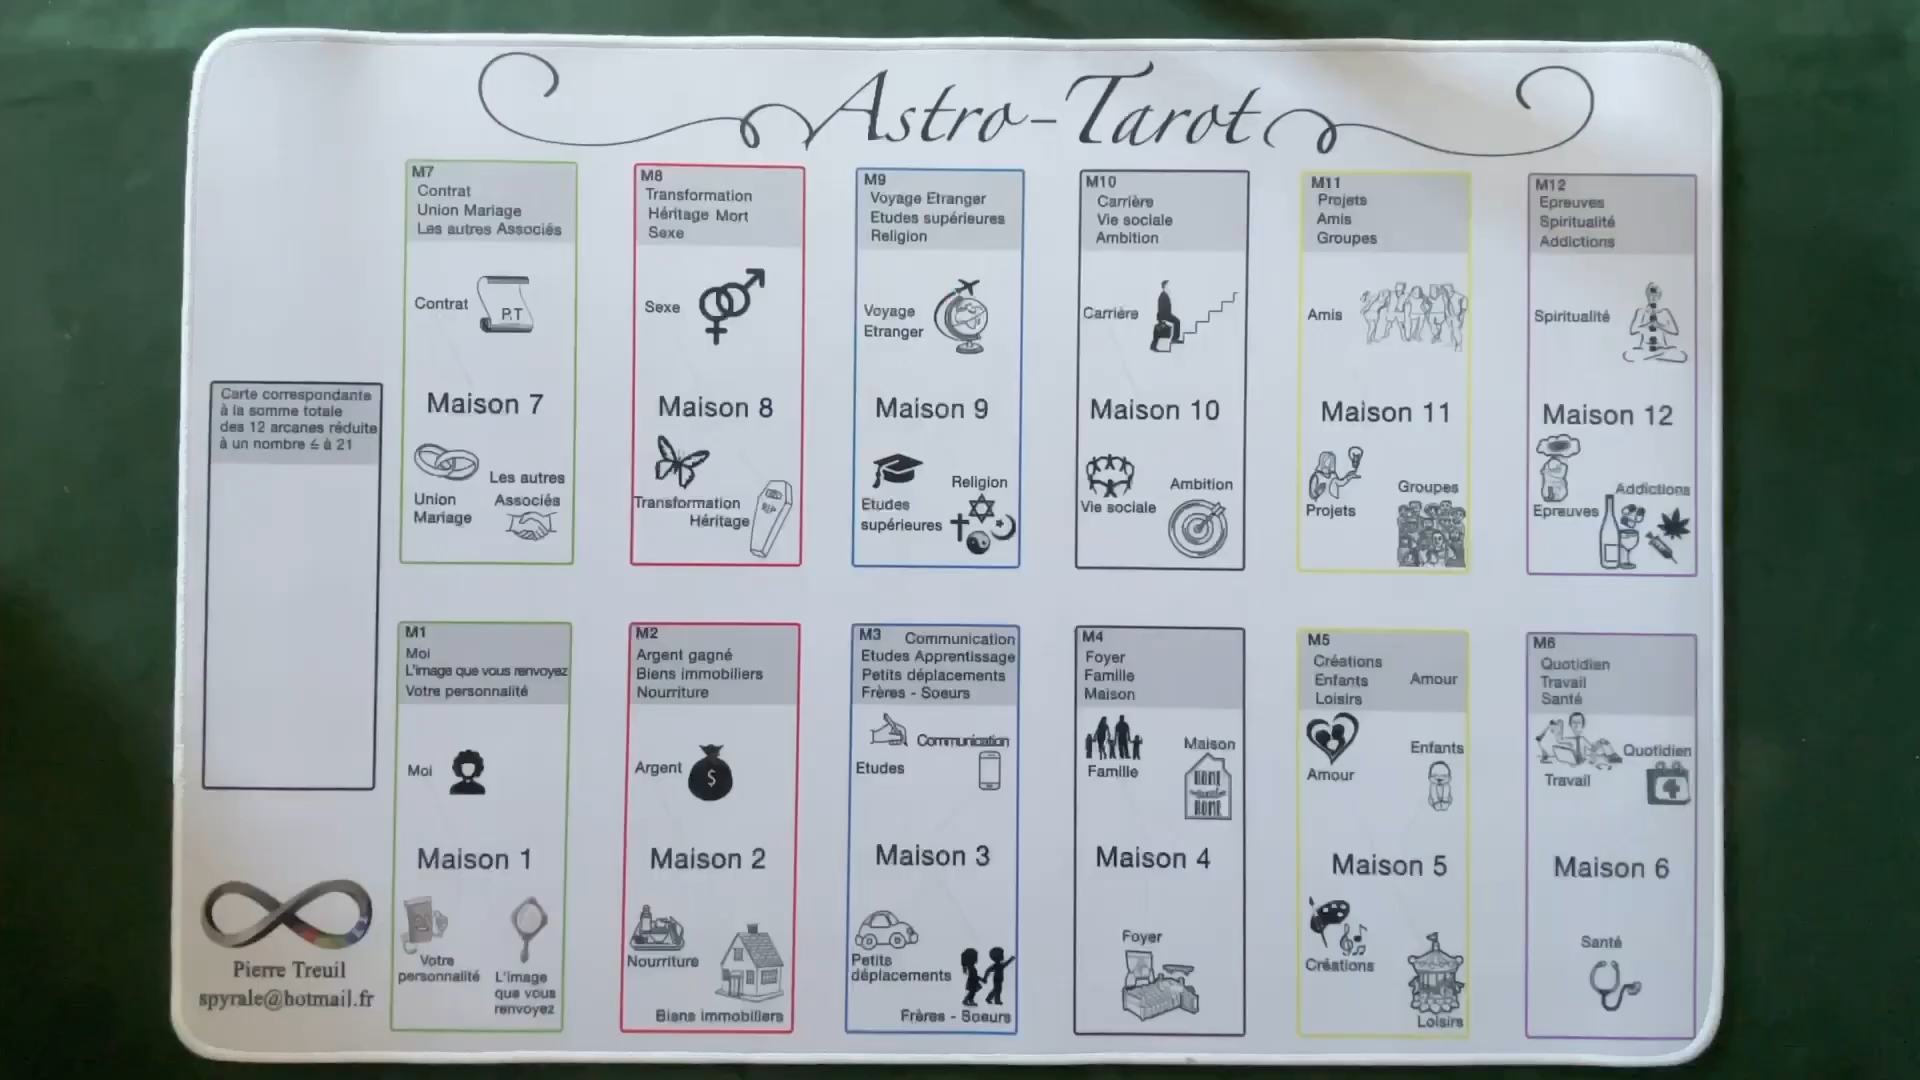 Astro-Tarot
M7
Contrat
Union Mariage
Les autres Associés
Contrat
P.T
Maison 7
Les autres
Union
Mariage
Associés
M8
Transformation
Héritage Mort
Sexe
Sexe
Maison 8
Transformation
Héritage
RIP
M9
Voyage Etranger
Etudes supérieures
Religion
Voyage
Etranger
Maison 9
Religion
Etudes
supérieures
M10
Carrière
Vie sociale
Ambition
Carrière
Maison 10
Ambition
Vie sociale
M11
Projets
Amis
Groupes
Amis
Maison 11
Groupes
Projets
M12
Epreuves
Spiritualité
Addictions
Spiritualité
Maison 12
Addictions
Epreuves
Carte correspondante
à la somme totale
des 12 arcanes réduite
à un nombre ≤ à 21
M1
Moi
L'image que vous renvoyez
Votre personnalité
Moi
Maison 1
Votre
personnalité
L'image
que vous
renvoyez
M2
Argent gagné
Biens immobiliers
Nourriture
Argent
$
Maison 2
Nourriture
Biens immobiliers
M3 Communication
Etudes Apprentissage
Petits déplacements
Frères - Soeurs
Communication
Etudes
Maison 3
Petits
déplacements
Frères - Soeurs
M4
Foyer
Famille
Maison
Maison
Famille
HOME
sweet
HOME
Maison 4
Foyer
M5
Créations
Enfants Amour
Loisirs
Enfants
Amour
Maison 5
Créations
Loisirs
M6
Quotidien
Travail
Santé
Quotidien
Travail
4
Maison 6
Santé
Pierre Treuil
spyrale@hotmail.fr